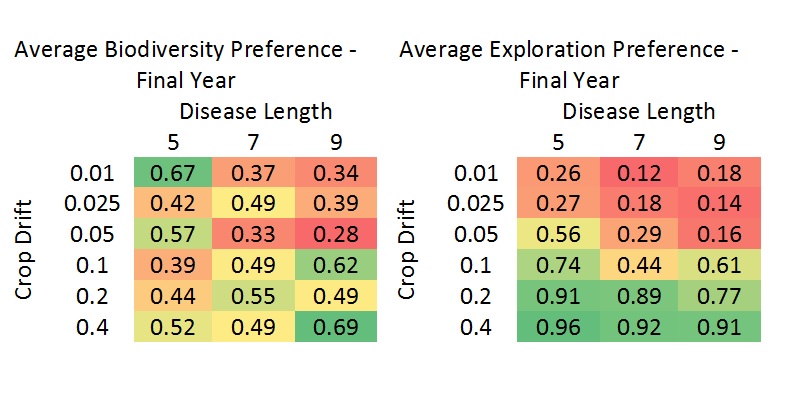 Average Biodiversity Preference -
Final Year
Disease Length
5 7 9
Crop Drift
0.01 0.67 0.37 0.34
0.025 0.42 0.49 0.39
0.05 0.57 0.33 0.28
0.1 0.39 0.49 0.62
0.2 0.44 0.55 0.49
0.4 0.52 0.49 0.69
Average Exploration Preference -
Final Year
Disease Length
5 7 9
Crop Drift
0.01 0.26 0.12 0.18
0.025 0.27 0.18 0.14
0.05 0.56 0.29 0.16
0.1 0.74 0.44 0.61
0.2 0.91 0.89 0.77
0.4 0.96 0.92 0.91